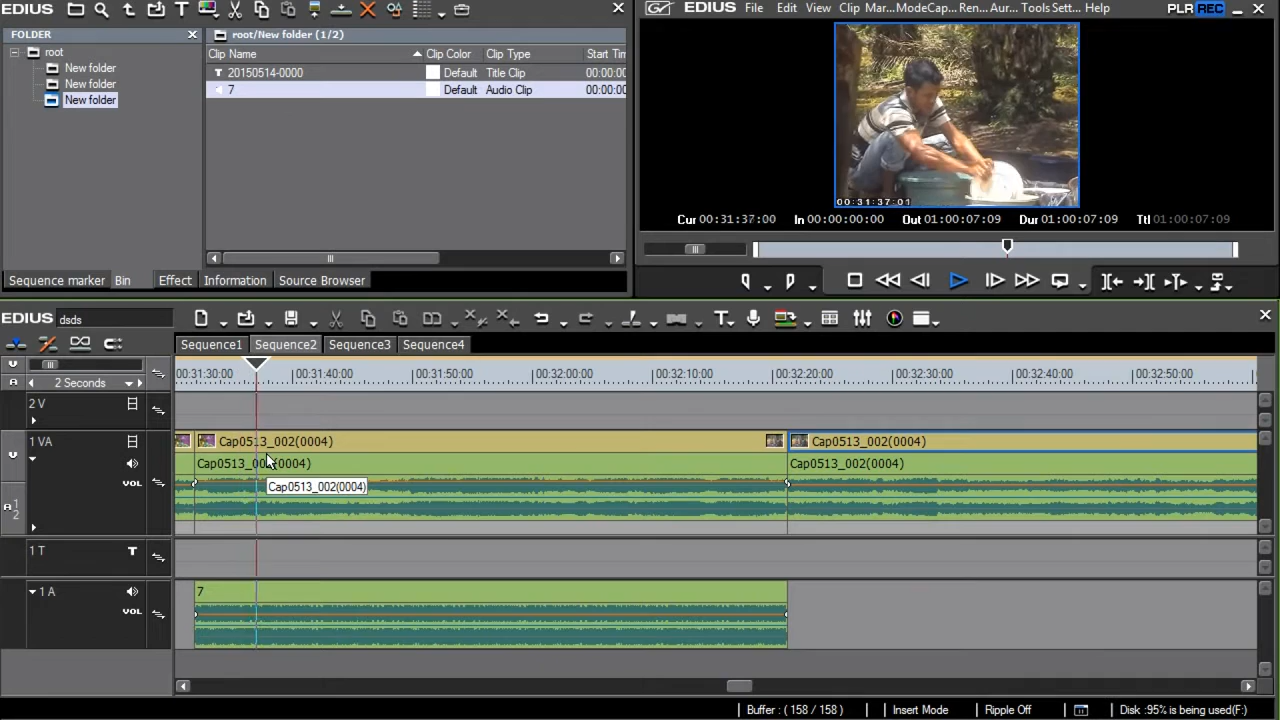 EDIUS
FOLDER
root
New folder
New folder
New folder
root/New folder (1/2)
Clip Name Clip Color Clip Type Start Tim
T 20150514-0000 Default Title Clip 00:00:00
7 Default Audio Clip 00:00:00
Sequence marker Bin Effect Information Source Browser
EDIUS File Edit View Clip Mar... Mode Cap... Ren... Aur... Tools Sett... Help PLR REC
00:31:37:01
Cur 00:31:37:00 In 00:00:00:00 Out 01:00:07:09 Dur 01:00:07:09 Ttl 01:00:07:09
EDIUS dsds
Sequence1 Sequence2 Sequence3 Sequence4
2 Seconds
00:31:30:00 00:31:40:00 00:31:50:00 00:32:00:00 00:32:10:00 00:32:20:00 00:32:30:00 00:32:40:00 00:32:50:00
2 V
1 VA
Cap0513_002(0004) Cap0513_002(0004)
Cap0513_002(0004) Cap0513_002(0004)
VOL
Cap0513_002(0004)
A 1
2
1 T T
1 A
7
VOL
Buffer : ( 158 / 158 ) Insert Mode Ripple Off Disk :95% is being used(F:)